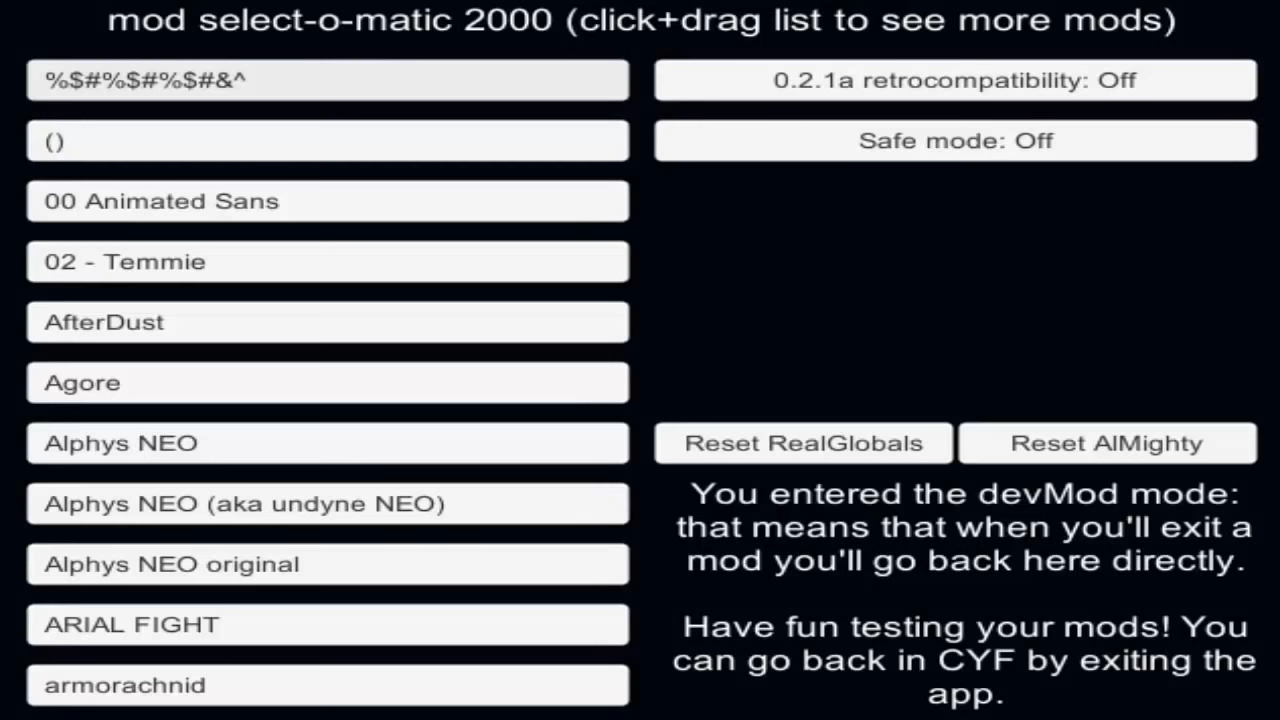 mod select-o-matic 2000 (click+drag list to see more mods)
%$#%$#%$#&^
()
00 Animated Sans
02 - Temmie
AfterDust
Agore
Alphys NEO
Alphys NEO (aka undyne NEO)
Alphys NEO original
ARIAL FIGHT
armorachnid
0.2.1a retrocompatibility: Off
Safe mode: Off
Reset RealGlobals
Reset AlMighty
You entered the devMod mode:
that means that when you'll exit a
mod you'll go back here directly.
Have fun testing your mods! You
can go back in CYF by exiting the
app.